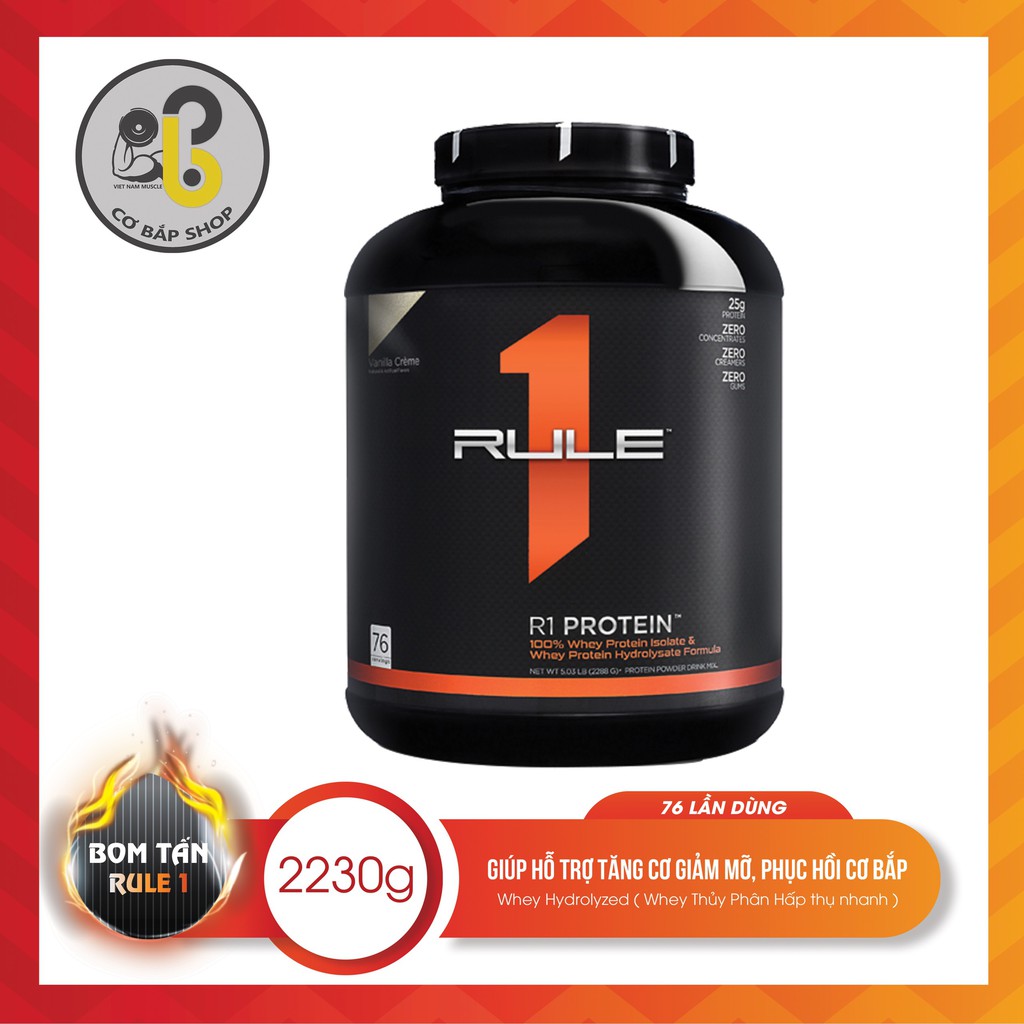 VIET NAM MUSCLE
CƠ BẮP SHOP
25g
PROTEIN
ZERO
CONCENTRATES
ZERO
CREAMERS
ZERO
GUMS
Vanilla Crème
RULE™
1
R1 PROTEIN™
100% Whey Protein Isolate &
Whey Protein Hydrolysate Formula
NET WT 5.03 LB (2288 G) • PROTEIN POWDER DRINK MIX
76
servings
76 LẦN DÙNG
BOM TẤN
RULE 1
2230g
GIÚP HỖ TRỢ TĂNG CƠ GIẢM MỠ, PHỤC HỒI CƠ BẮP
Whey Hydrolyzed ( Whey Thủy Phân Hấp thụ nhanh )